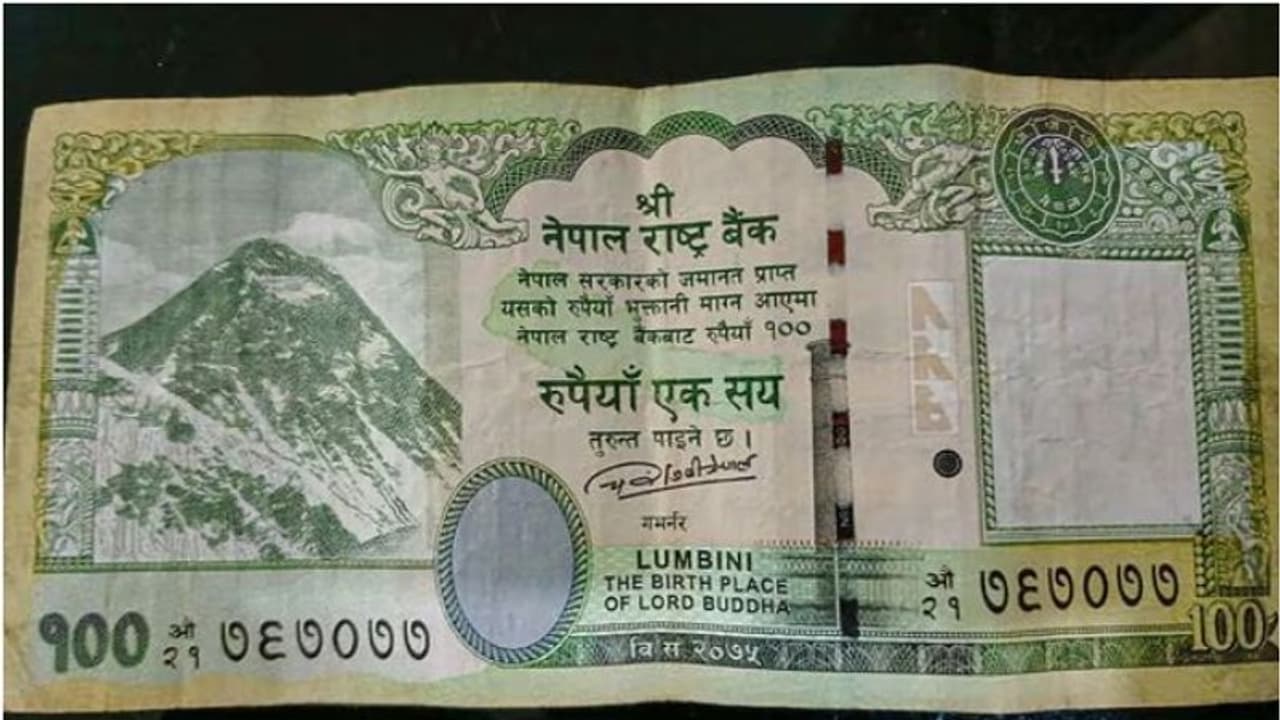 श्री
नेपाल राष्ट्र बैंक
नेपाल सरकारको जमानत प्राप्त
यसको रुपैयाँ भुक्तानी माग्न आएमा
नेपाल राष्ट्र बैंकबाट रुपैयाँ १००
रुपैयाँ एक सय
तुरुन्त पाइने छ ।
गभर्नर
LUMBINI
THE BIRTH PLACE
OF LORD BUDDHA
वि सं २०७५
NRB
औ
२१ ७६७०७७
१०० औ
२१ ७६७०७७
100